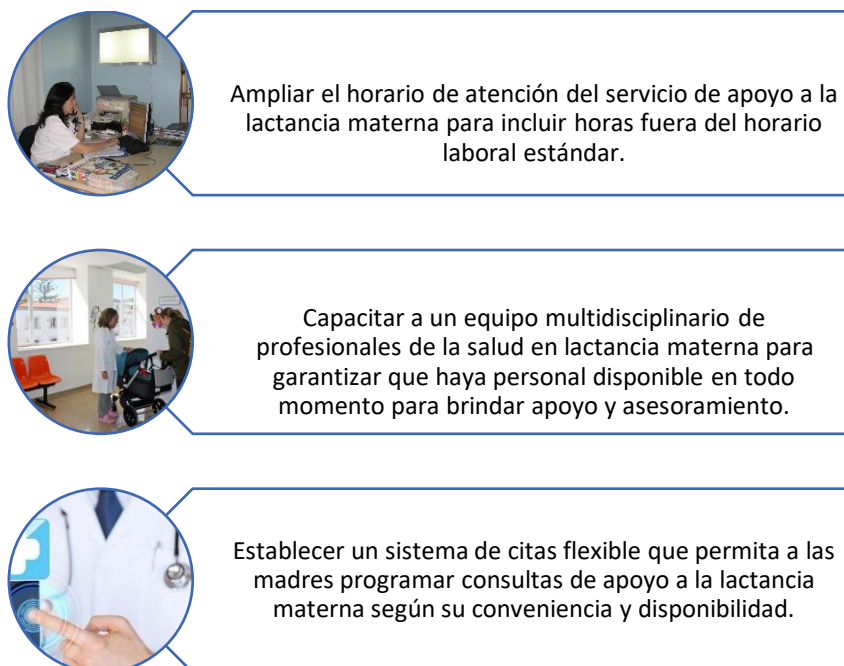 Ampliar el horario de atención del servicio de apoyo a la
lactancia materna para incluir horas fuera del horario
laboral estándar.
Capacitar a un equipo multidisciplinario de
profesionales de la salud en lactancia materna para
garantizar que haya personal disponible en todo
momento para brindar apoyo y asesoramiento.
Establecer un sistema de citas flexible que permita a las
madres programar consultas de apoyo a la lactancia
materna según su conveniencia y disponibilidad.